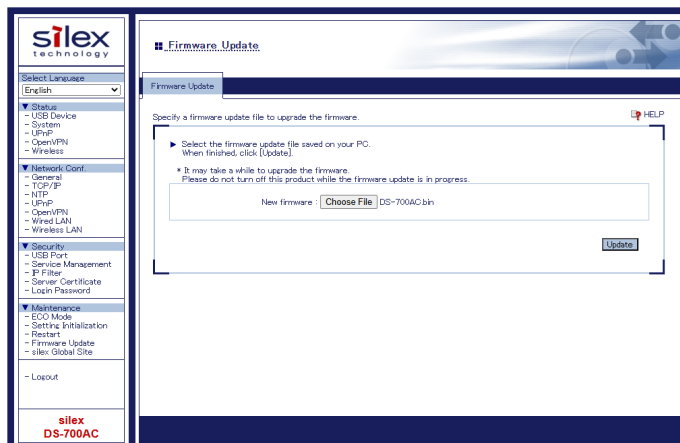 silex
technology
Select Language
English
▼ Status
- USB Device
- System
- UPnP
- OpenVPN
- Wireless
▼ Network Conf.
- General
- TCP/IP
- NTP
- UPnP
- OpenVPN
- Wired LAN
- Wireless LAN
▼ Security
- USB Port
- Service Management
- IP Filter
- Server Certificate
- Login Password
▼ Maintenance
- ECO Mode
- Setting Initialization
- Restart
- Firmware Update
- silex Global Site
- Logout
silex
DS-700AC
Firmware Update
Firmware Update
Specify a firmware update file to upgrade the firmware.
HELP
► Select the firmware update file saved on your PC.
When finished, click [Update].
* It may take a while to upgrade the firmware.
Please do not turn off this product while the firmware update is in progress.
New firmware : Choose File DS-700AC.bin
Update